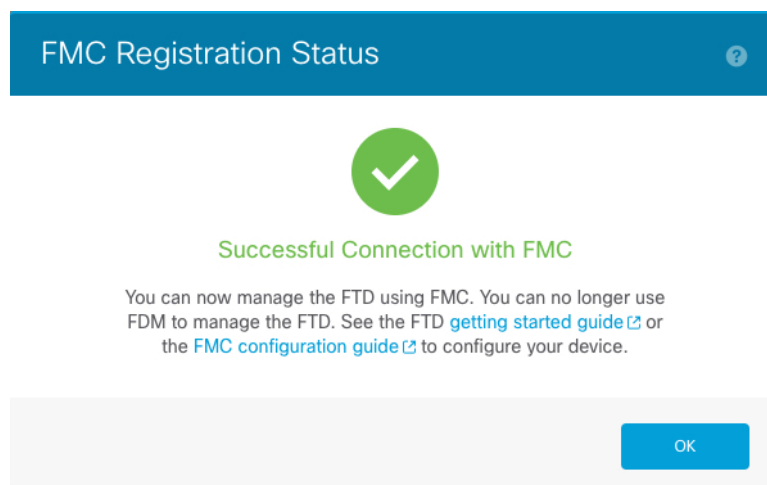 FMC Registration Status
?
Successful Connection with FMC
You can now manage the FTD using FMC. You can no longer use
FDM to manage the FTD. See the FTD getting started guide or
the FMC configuration guide to configure your device.
OK